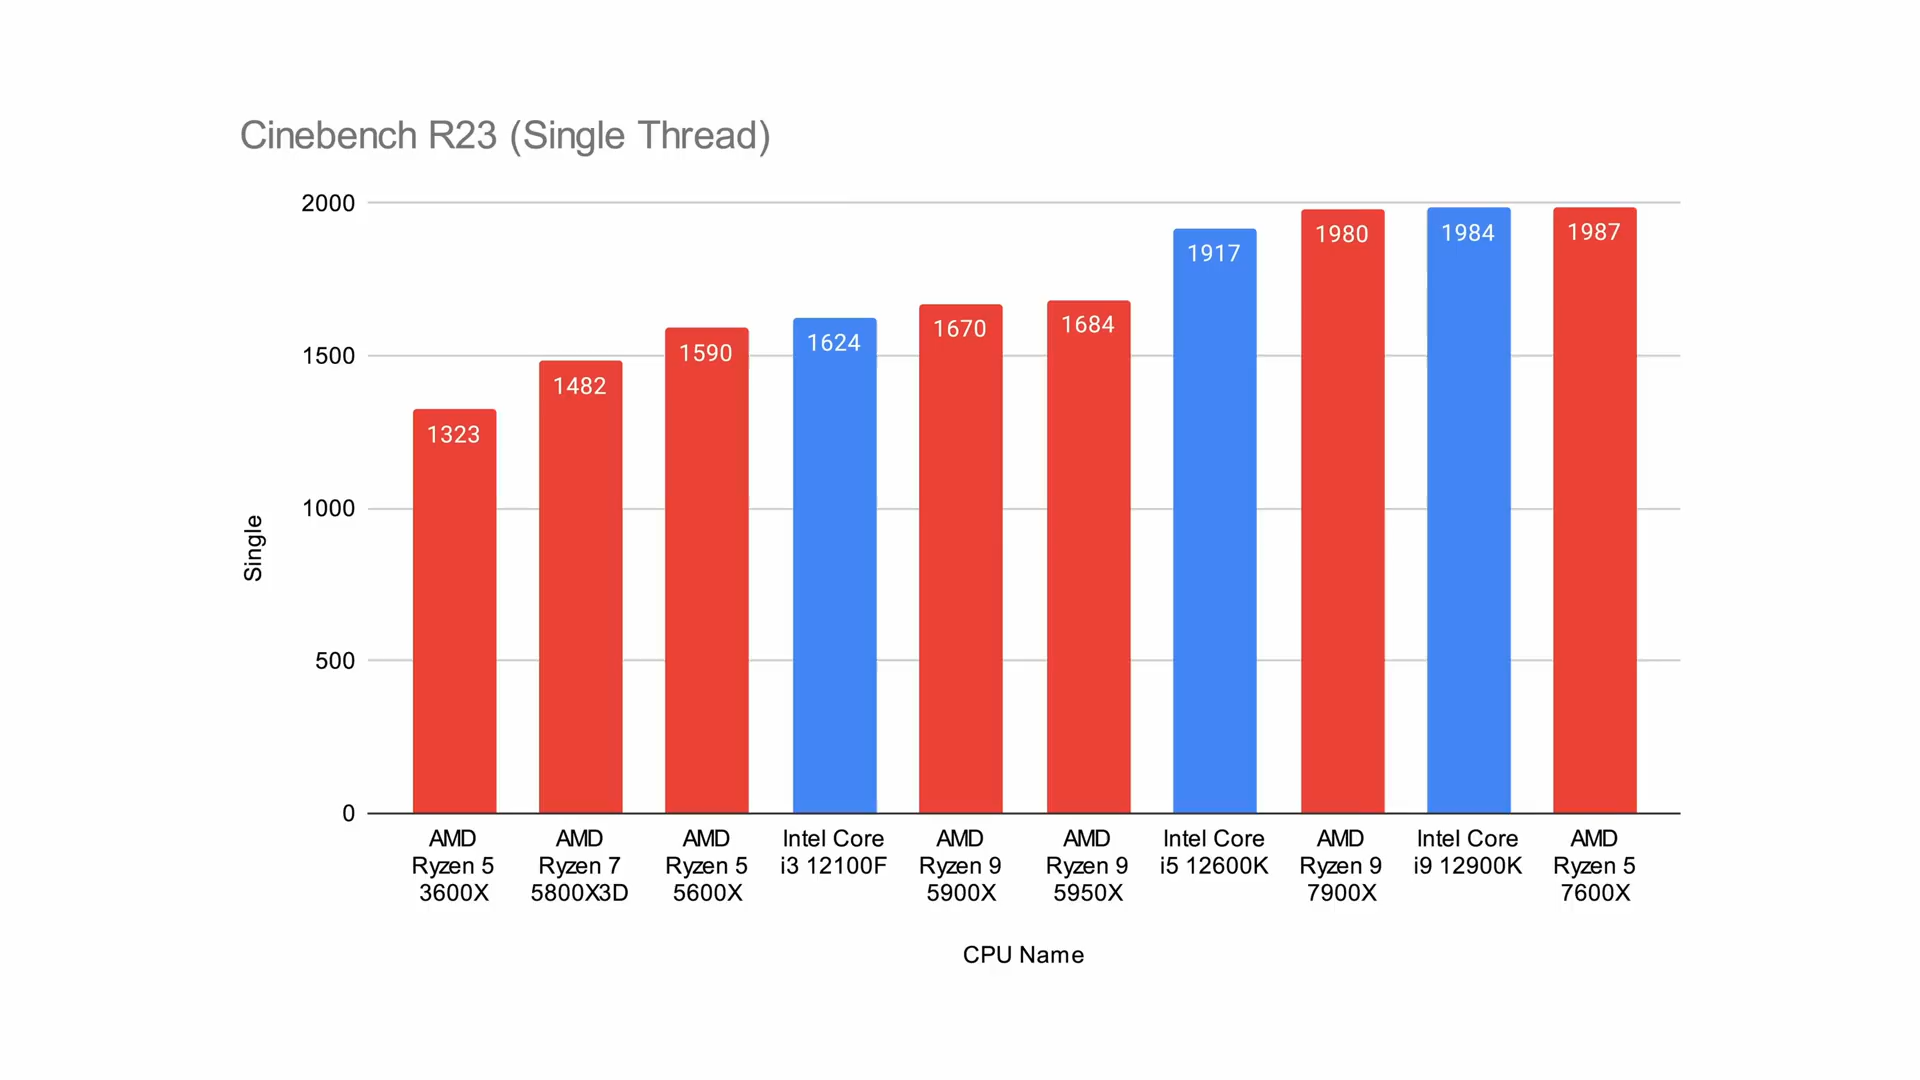 Cinebench R23 (Single Thread)
2000
1500
1000
500
0
Single
1323
1482
1590
1624
1670
1684
1917
1980
1984
1987
AMD
Ryzen 5
3600X
AMD
Ryzen 7
5800X3D
AMD
Ryzen 5
5600X
Intel Core
i3 12100F
AMD
Ryzen 9
5900X
AMD
Ryzen 9
5950X
Intel Core
i5 12600K
AMD
Ryzen 9
7900X
Intel Core
i9 12900K
AMD
Ryzen 5
7600X
CPU Name